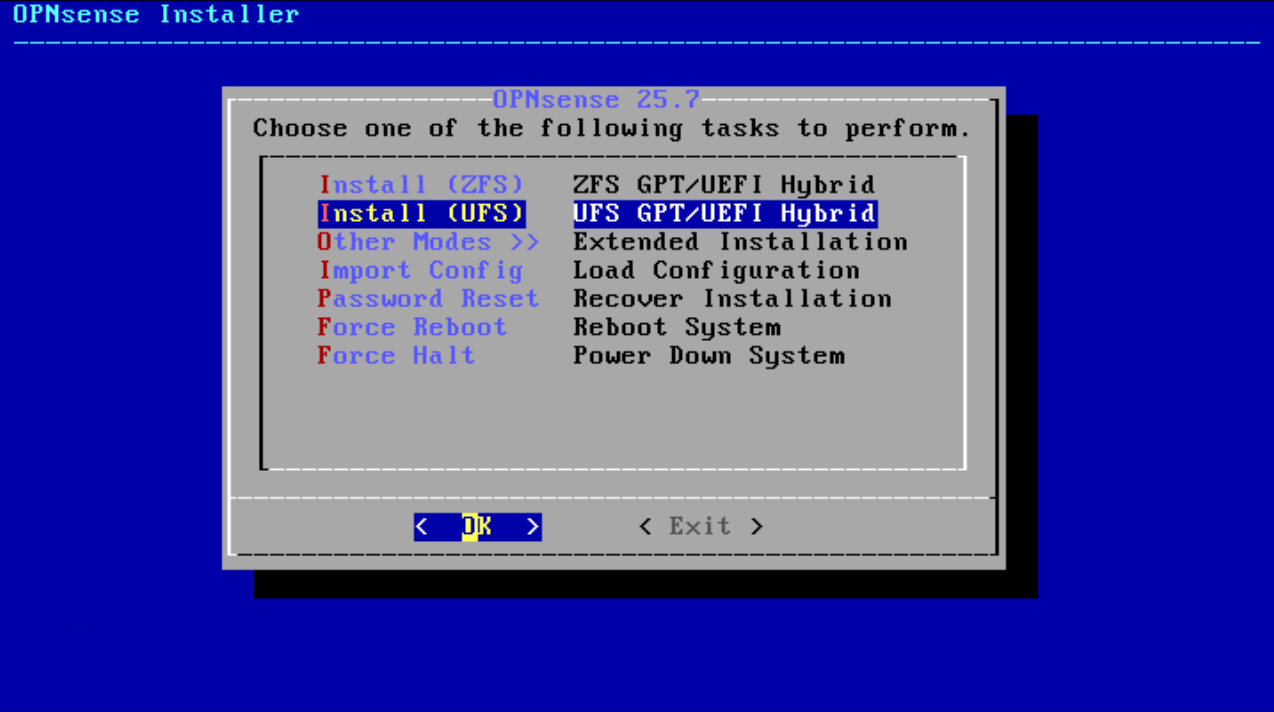 OPNsense Installer
OPNsense 25.7
Choose one of the following tasks to perform.
Install (ZFS) ZFS GPT/UEFI Hybrid
Install (UFS) UFS GPT/UEFI Hybrid
Other Modes >> Extended Installation
Import Config Load Configuration
Password Reset Recover Installation
Force Reboot Reboot System
Force Halt Power Down System
< OK > < Exit >